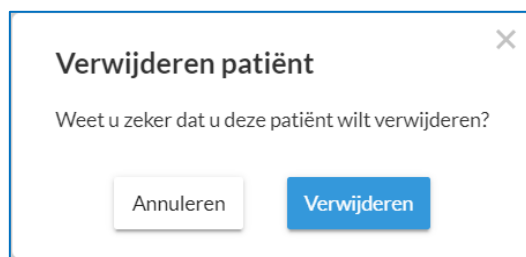 Verwijderen patiënt
Weet u zeker dat u deze patiënt wilt verwijderen?
Annuleren
Verwijderen